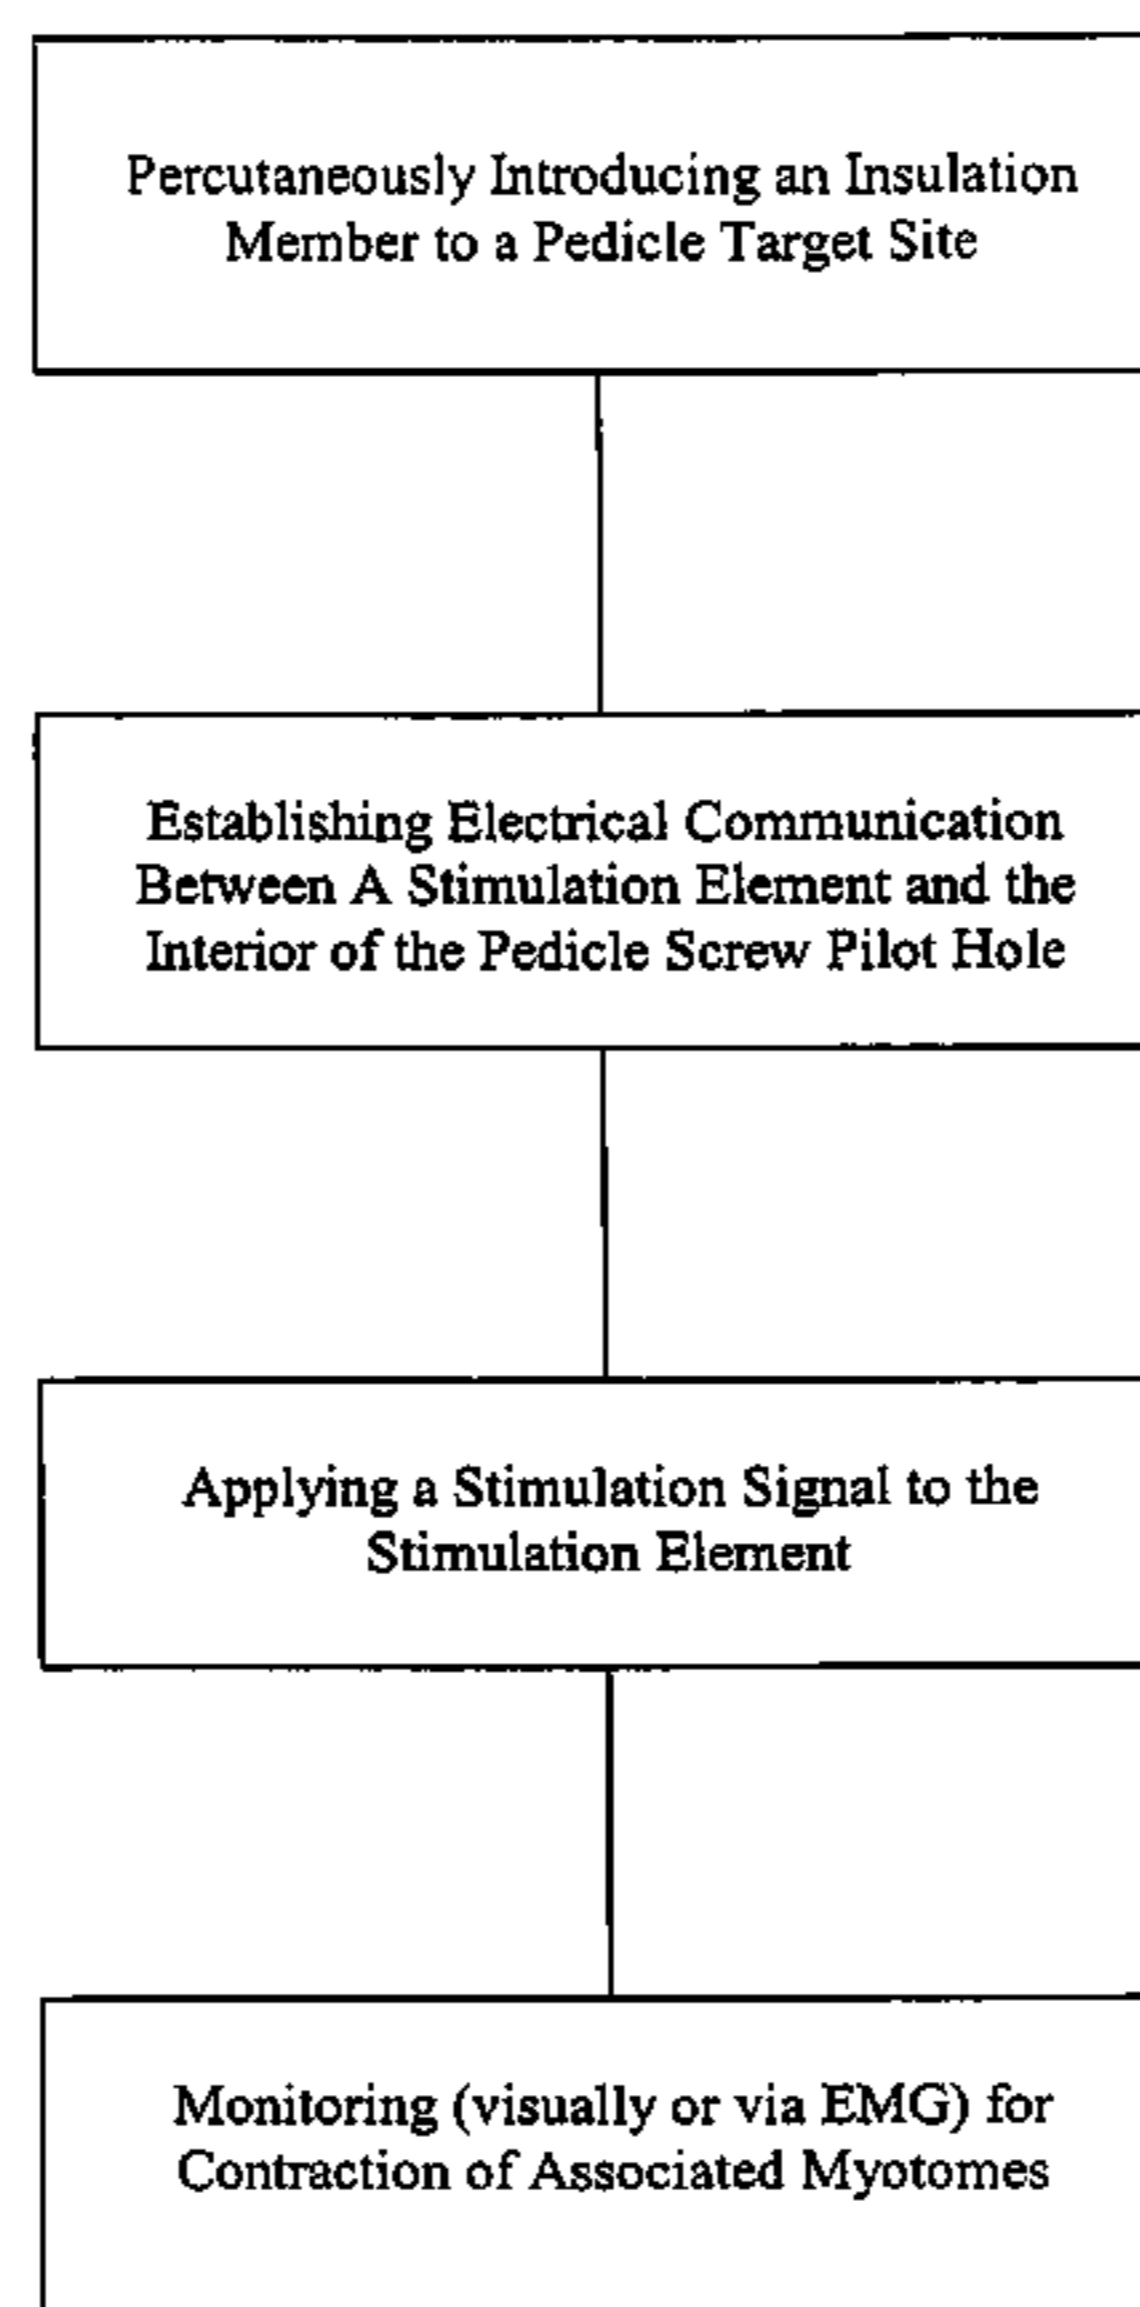 Percutaneously Introducing an Insulation
Member to a Pedicle Target Site
Establishing Electrical Communication
Between A Stimulation Element and the
Interior of the Pedicle Screw Pilot Hole
Applying a Stimulation Signal to the
Stimulation Element
Monitoring (visually or via EMG) for
Contraction of Associated Myotomes